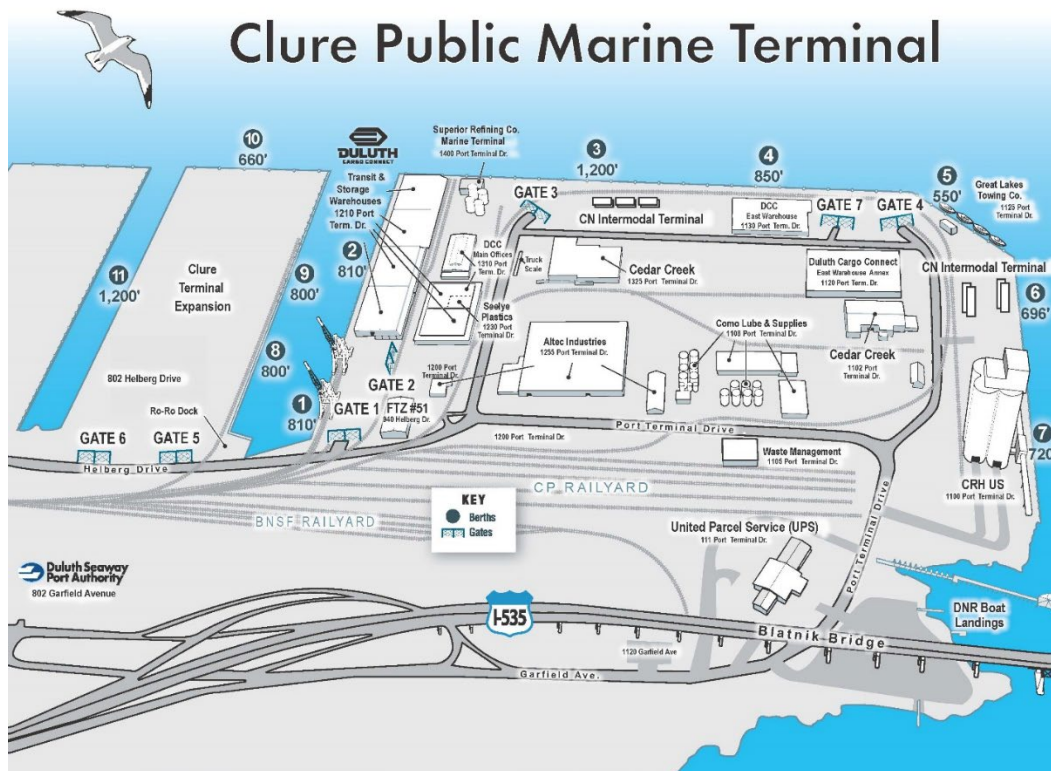 Clure Public Marine Terminal
10
660'
DULUTH
CARGO CONNECT
Transit &
Storage
Warehouses
1210 Port
Term. Dr.
Superior Refining Co.
Marine Terminal
1400 Port Terminal Dr.
3
1,200'
4
850'
5
550'
Great Lakes
Towing Co.
1125 Port
Terminal Dr.
GATE 3
CN Intermodal Terminal
DCC
East Warehouse
1130 Port Term. Dr.
GATE 7
GATE 4
11
1,200'
Clure
Terminal
Expansion
9
800'
2
810'
DCC
Main Offices
1310 Port
Term. Dr.
Truck
Scale
Cedar Creek
1325 Port Terminal Dr.
Duluth Cargo Connect
East Warehouse Annex
1120 Port Term. Dr.
CN Intermodal Terminal
6
696'
Seelye
Plastics
1230 Port
Terminal Dr.
Altec Industries
1255 Port Terminal Dr.
Como Lube & Supplies
1108 Port Terminal Dr.
Cedar Creek
1102 Port
Terminal Dr.
8
800'
802 Helberg Drive
1200 Port
Terminal Dr.
GATE 2
1
810'
GATE 1
FTZ #51
940 Helberg Dr.
Ro-Ro Dock
GATE 6
GATE 5
Helberg Drive
1200 Port Terminal Dr.
Port Terminal Drive
7
720'
Waste Management
1105 Port Terminal Dr.
CRH US
1100 Port Terminal Dr.
CP RAILYARD
BNSF RAILYARD
KEY
Berths
Gates
United Parcel Service (UPS)
111 Port Terminal Dr.
Port Terminal Drive
Duluth Seaway
Port Authority
802 Garfield Avenue
I-535
DNR Boat
Landings
Blatnik Bridge
1120 Garfield Ave
Garfield Ave.